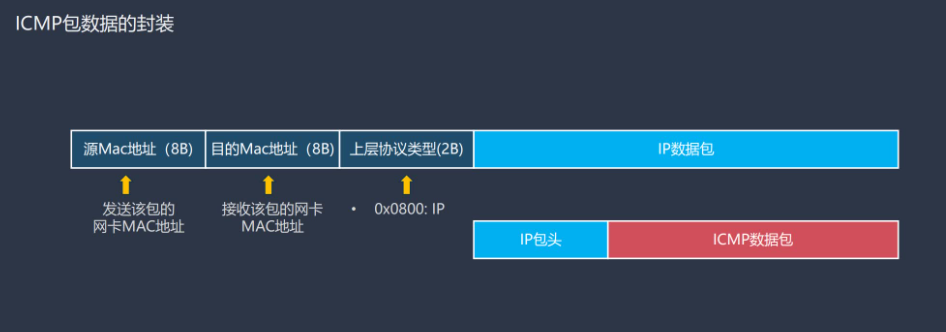 ICMP包数据的封装
源Mac地址（8B） 目的Mac地址（8B） 上层协议类型(2B) IP数据包
发送该包的
网卡MAC地址
接收该包的网卡
MAC地址
• 0x0800: IP
IP包头 ICMP数据包